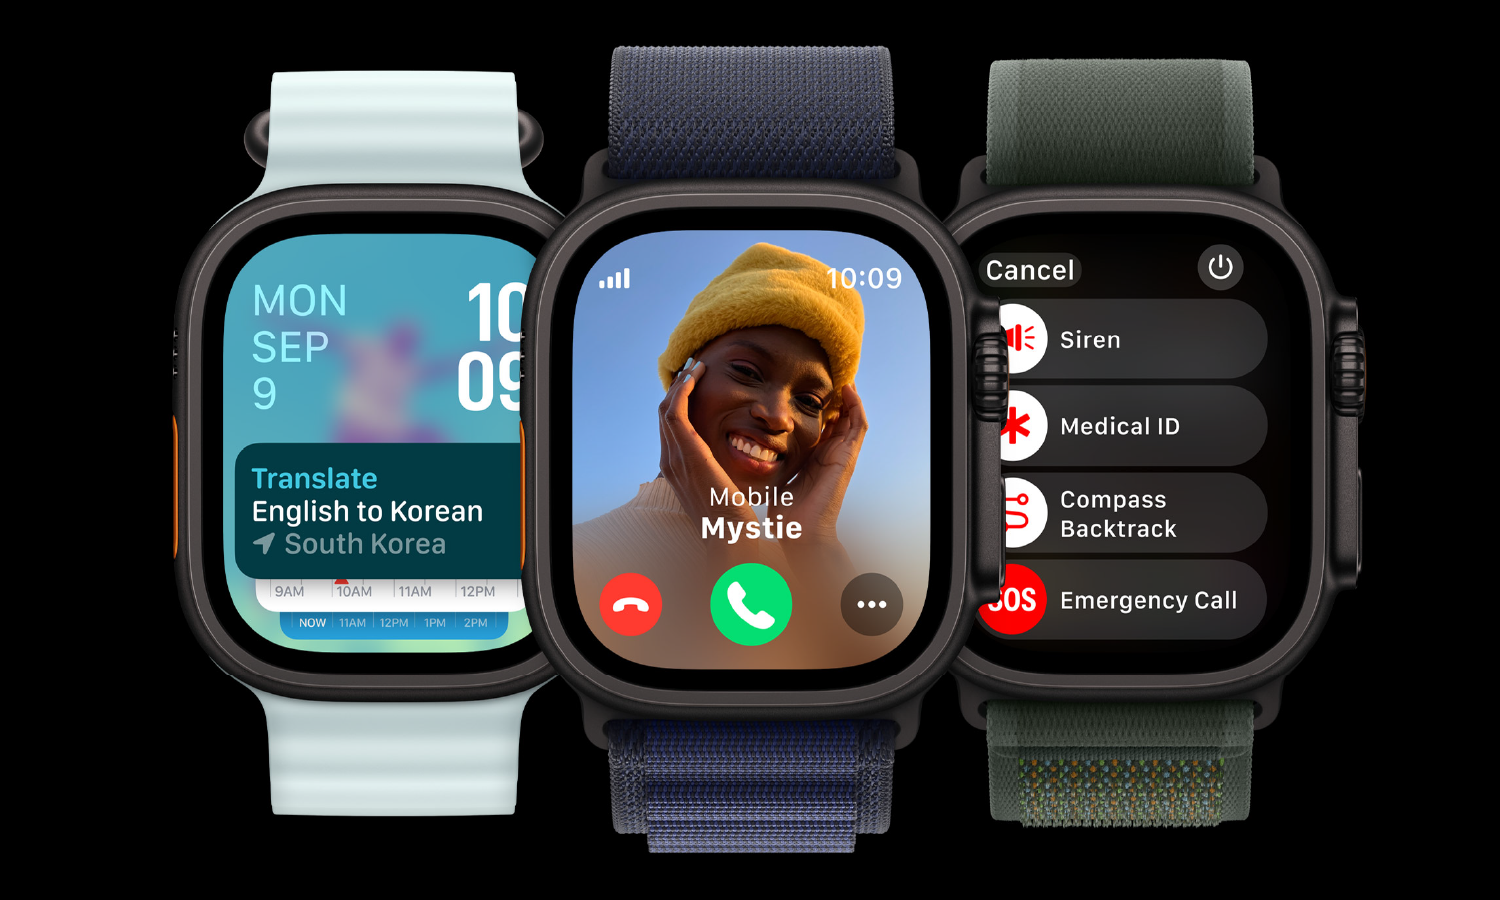 MON
SEP
9
10
09
Translate
English to Korean
South Korea
9AM 10AM 11AM 12PM
NOW 11AM 12PM 1PM 2PM
10:09
Mobile
Mystie
Cancel
Siren
Medical ID
Compass
Backtrack
SOS Emergency Call